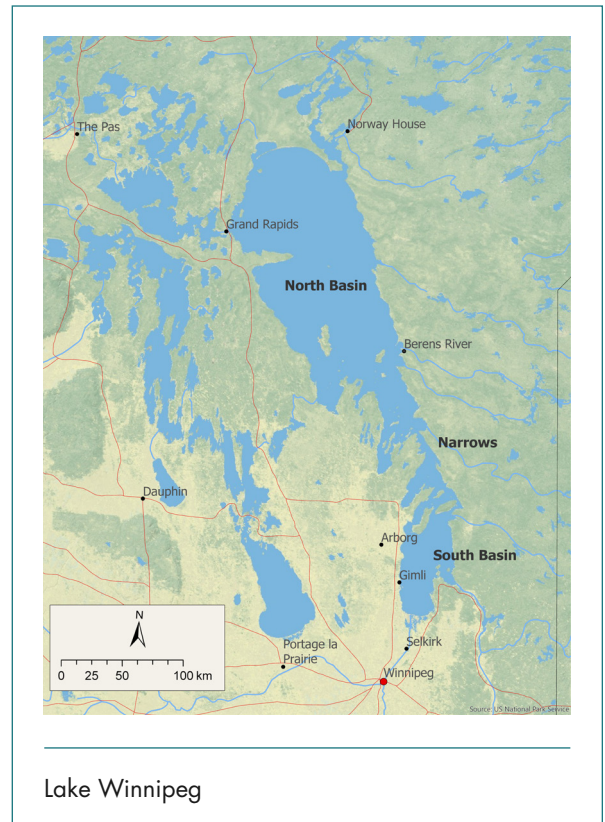 The Pas
Norway House
Grand Rapids
North Basin
Berens River
Narrows
Dauphin
Arborg
South Basin
Gimli
N
0 25 50 100 km
Portage la
Prairie
Selkirk
Winnipeg
Source: US National Park Service
Lake Winnipeg